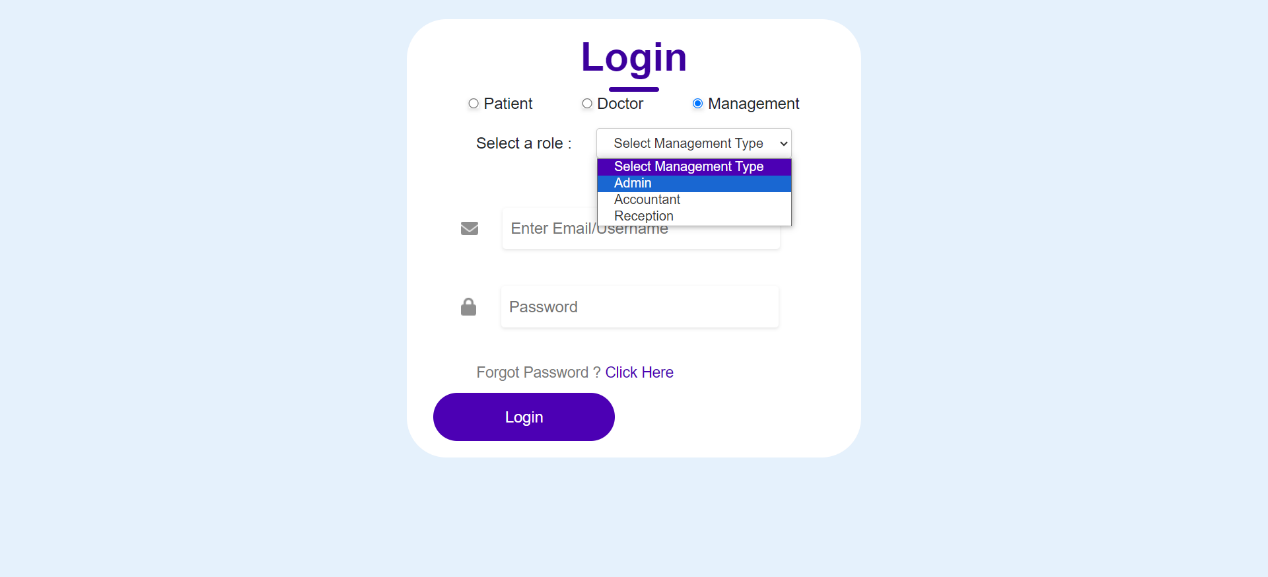 Login
Patient Doctor Management
Select a role : Select Management Type
Select Management Type
Admin
Accountant
Reception
Enter Email/Username
Password
Forgot Password ? Click Here
Login